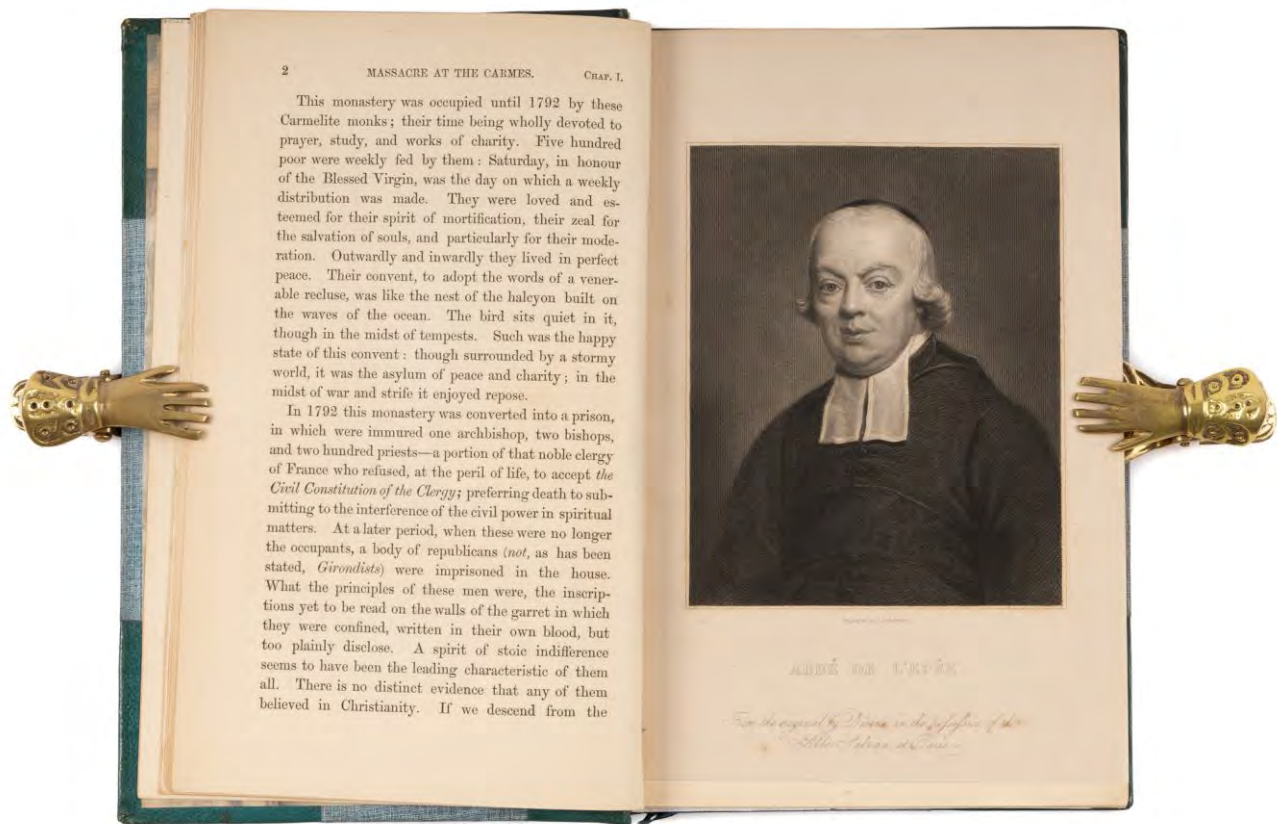 2 MASSACRE AT THE CARMES. CHAP. I.
This monastery was occupied until 1792 by these
Carmelite monks; their time being wholly devoted to
prayer, study, and works of charity. Five hundred
poor were weekly fed by them: Saturday, in honour
of the Blessed Virgin, was the day on which a weekly
distribution was made. They were loved and es-
teemed for their spirit of mortification, their zeal for
the salvation of souls, and particularly for their mode-
ration. Outwardly and inwardly they lived in perfect
peace. Their convent, to adopt the words of a vener-
able recluse, was like the nest of the halcyon built on
the waves of the ocean. The bird sits quiet in it,
though in the midst of tempests. Such was the happy
state of this convent: though surrounded by a stormy
world, it was the asylum of peace and charity; in the
midst of war and strife it enjoyed repose.
In 1792 this monastery was converted into a prison,
in which were immured one archbishop, two bishops,
and two hundred priests—a portion of that noble clergy
of France who refused, at the peril of life, to accept the
Civil Constitution of the Clergy; preferring death to sub-
mitting to the interference of the civil power in spiritual
matters. At a later period, when these were no longer
the occupants, a body of republicans (not, as has been
stated, Girondists) were imprisoned in the house.
What the principles of these men were, the inscrip-
tions yet to be read on the walls of the garret in which
they were confined, written in their own blood, but
too plainly disclose. A spirit of stoic indifference
seems to have been the leading characteristic of them
all. There is no distinct evidence that any of them
believed in Christianity. If we descend from the
ABBÉ DE L'EPÉE
From the original by in the possession of the
at Paris